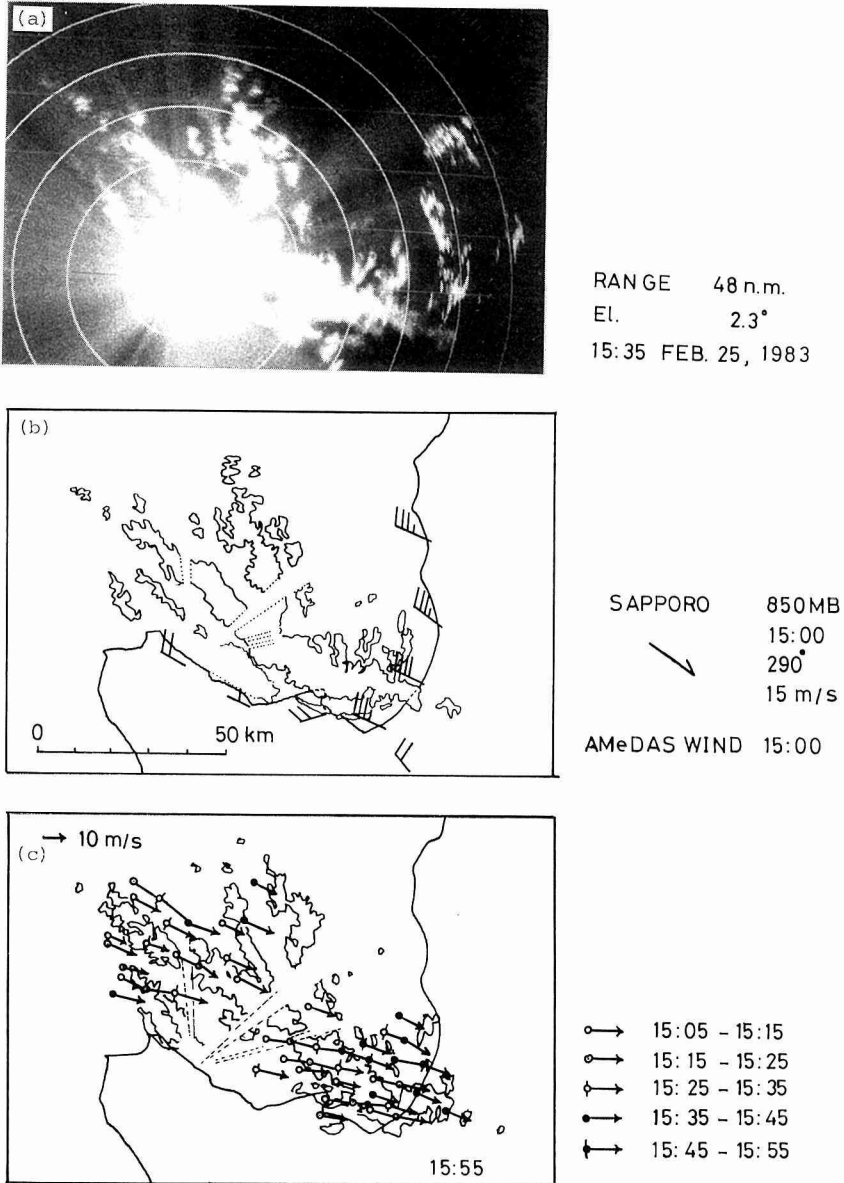 (a)
RANGE 48 n.m.
El. 2.3°
15:35 FEB. 25, 1983
(b)
0 50 km
SAPPORO 850MB
15:00
290°
15 m/s
AMeDAS WIND 15:00
10 m/s
(c)
15:55
15:05 - 15:15
15:15 - 15:25
15:25 - 15:35
15:35 - 15:45
15:45 - 15:55